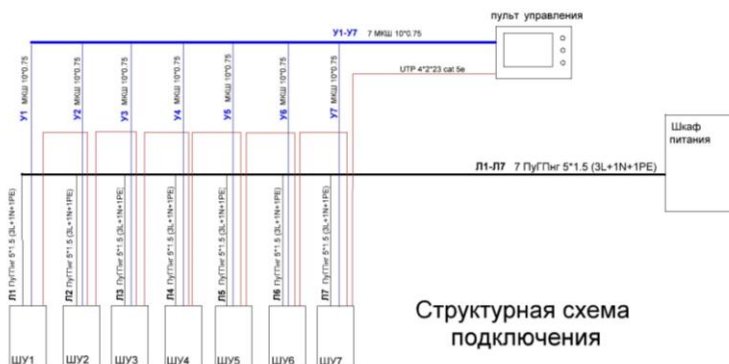 пульт управления
У1-У7 7 МКШ 10*0.75
UTP 4*2*23 cat 5e
У1 МКШ 10*0.75
У2 МКШ 10*0.75
У3 МКШ 10*0.75
У4 МКШ 10*0.75
У5 МКШ 10*0.75
У6 МКШ 10*0.75
У7 МКШ 10*0.75
Шкаф
питания
Л1-Л7 7 ПуГПнг 5*1.5 (3L+1N+1PE)
Л1 ПуГПнг 5*1.5 (3L+1N+1PE)
Л2 ПуГПнг 5*1.5 (3L+1N+1PE)
Л3 ПуГПнг 5*1.5 (3L+1N+1PE)
Л4 ПуГПнг 5*1.5 (3L+1N+1PE)
Л5 ПуГПнг 5*1.5 (3L+1N+1PE)
Л6 ПуГПнг 5*1.5 (3L+1N+1PE)
Л7 ПуГПнг 5*1.5 (3L+1N+1PE)
Структурная схема
подключения
ШУ1
ШУ2
ШУ3
ШУ4
ШУ5
ШУ6
ШУ7